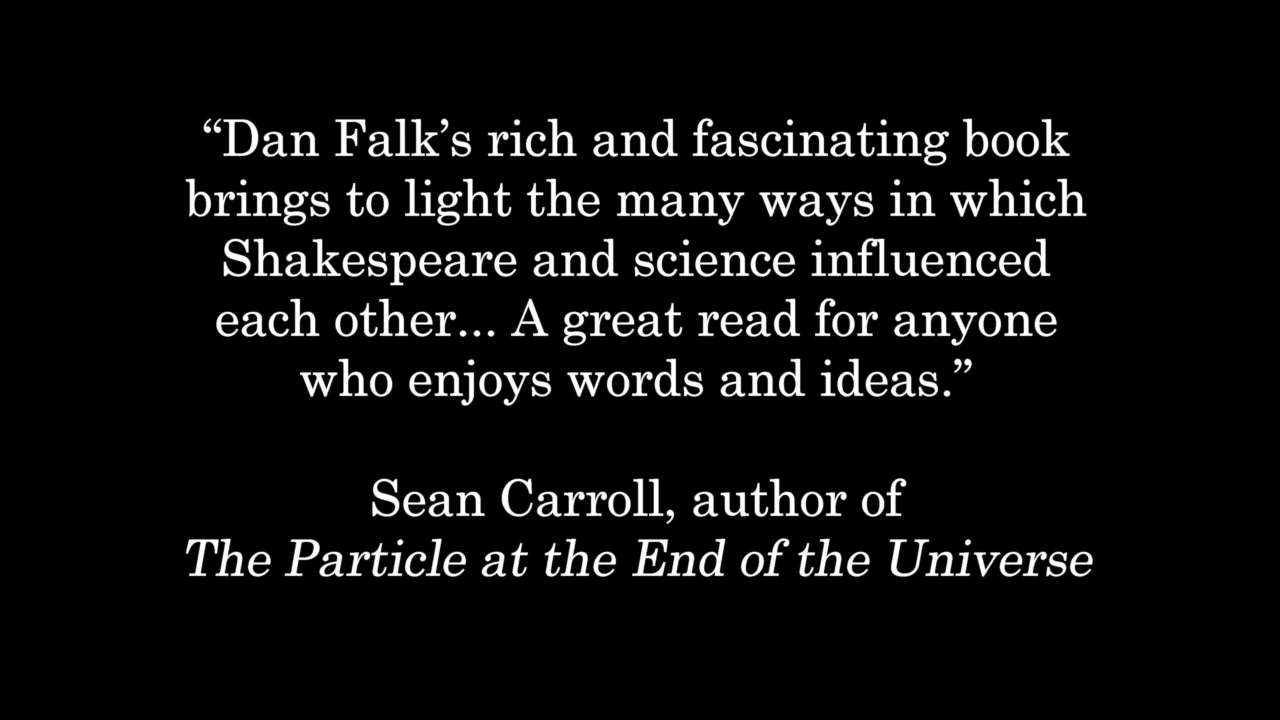 “Dan Falk’s rich and fascinating book
brings to light the many ways in which
Shakespeare and science influenced
each other... A great read for anyone
who enjoys words and ideas.”
Sean Carroll, author of
The Particle at the End of the Universe